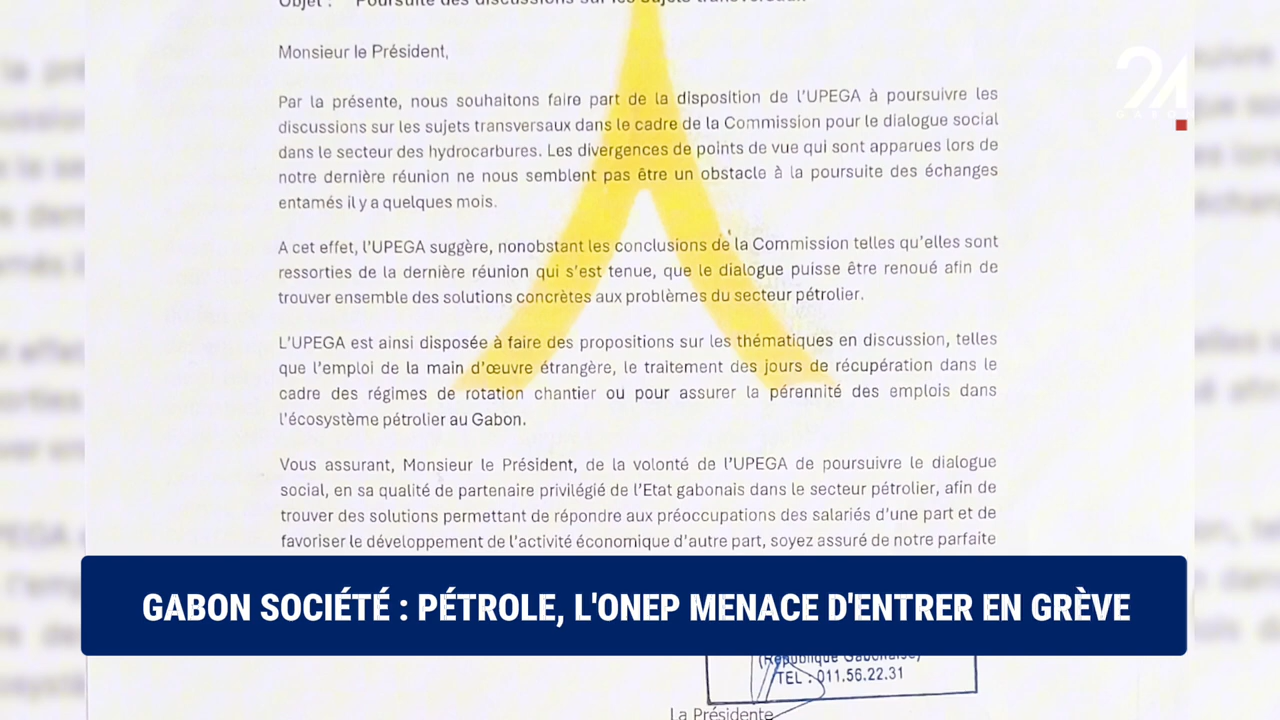 Objet : Poursuite des discussions sur les sujets transversaux
Monsieur le Président,
24
GABON
Par la présente, nous souhaitons faire part de la disposition de l'UPEGA à poursuivre les
discussions sur les sujets transversaux dans le cadre de la Commission pour le dialogue social
dans le secteur des hydrocarbures. Les divergences de points de vue qui sont apparues lors de
notre dernière réunion ne nous semblent pas être un obstacle à la poursuite des échanges
entamés il y a quelques mois.
A cet effet, l'UPEGA suggère, nonobstant les conclusions de la Commission telles qu'elles sont
ressorties de la dernière réunion qui s'est tenue, que le dialogue puisse être renoué afin de
trouver ensemble des solutions concrètes aux problèmes du secteur pétrolier.
L'UPEGA est ainsi disposée à faire des propositions sur les thématiques en discussion, telles
que l'emploi de la main d'œuvre étrangère, le traitement des jours de récupération dans le
cadre des régimes de rotation chantier ou pour assurer la pérennité des emplois dans
l'écosystème pétrolier au Gabon.
Vous assurant, Monsieur le Président, de la volonté de l'UPEGA de poursuivre le dialogue
social, en sa qualité de partenaire privilégié de l'Etat gabonais dans le secteur pétrolier, afin de
trouver des solutions permettant de répondre aux préoccupations des salariés d'une part et de
favoriser le développement de l'activité économique d'autre part, soyez assuré de notre parfaite
GABON SOCIÉTÉ : PÉTROLE, L'ONEP MENACE D'ENTRER EN GRÈVE
(République Gabonaise)
TEL : 011.56.22.31
La Présidente